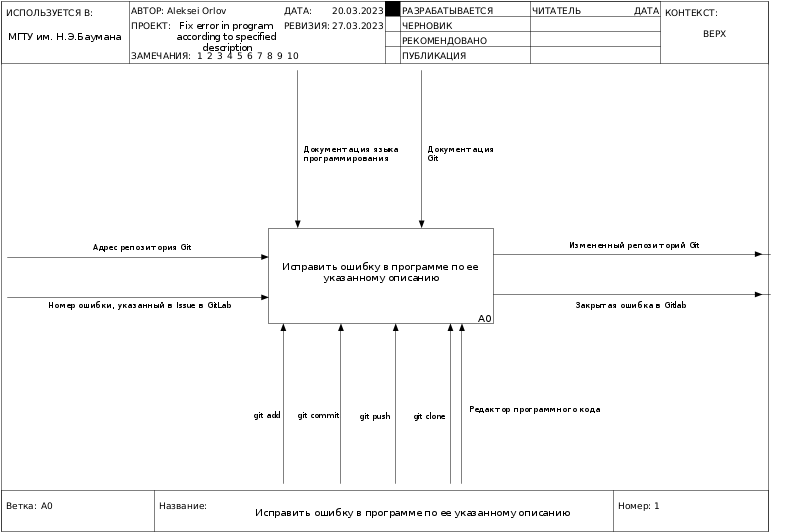 ИСПОЛЬЗУЕТСЯ В:
МГТУ им. Н.Э.Баумана
АВТОР: Aleksei Orlov
ДАТА: 20.03.2023
ПРОЕКТ: Fix error in program
according to specified
description
РЕВИЗИЯ: 27.03.2023
ЗАМЕЧАНИЯ: 1 2 3 4 5 6 7 8 9 10
РАЗРАБАТЫВАЕТСЯ
ЧЕРНОВИК
РЕКОМЕНДОВАНО
ПУБЛИКАЦИЯ
ЧИТАТЕЛЬ ДАТА
КОНТЕКСТ:
ВЕРХ
Документация языка
программирования
Документация
Git
Адрес репозитория Git
Номер ошибки, указанный в Issue в GitLab
Исправить ошибку в программе по ее
указанному описанию
A0
Измененный репозиторий Git
Закрытая ошибка в Gitlab
git add
git commit
git push
git clone
Редактор программного кода
Ветка: A0
Название:
Исправить ошибку в программе по ее указанному описанию
Номер: 1